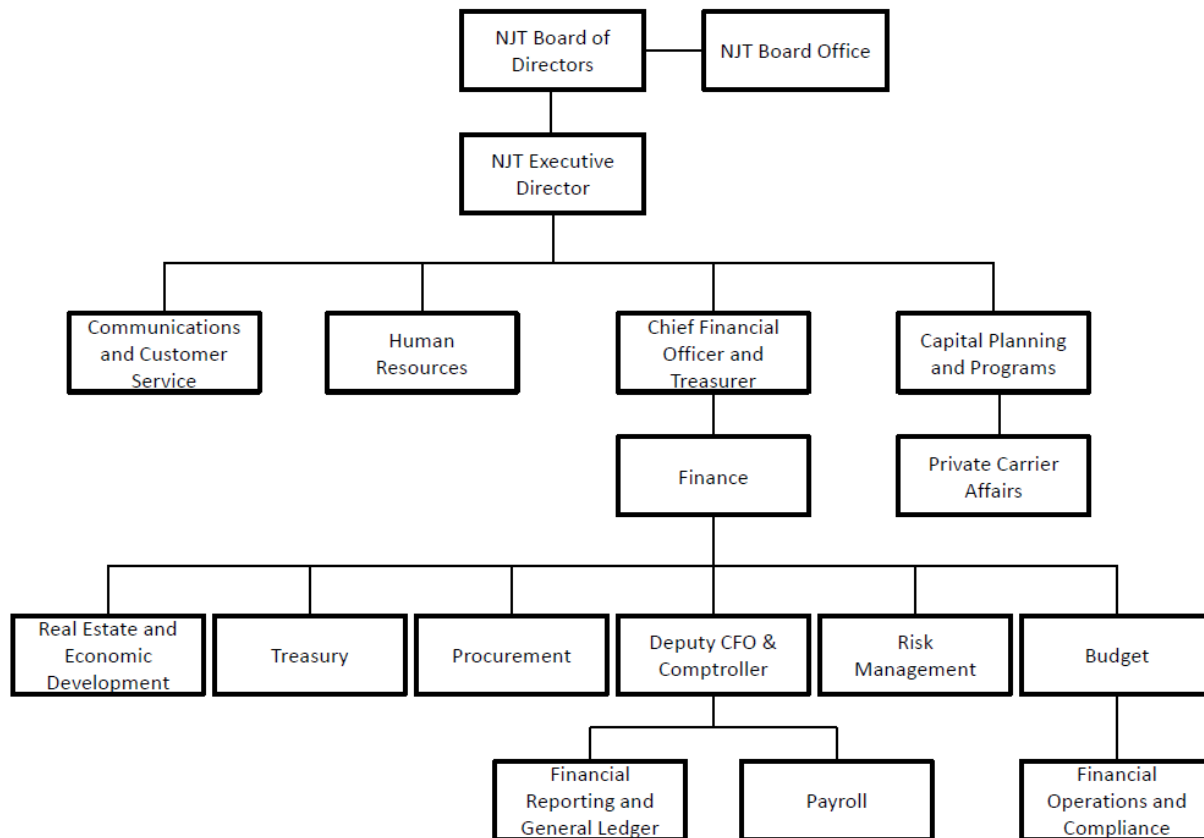 NJT Board of
Directors
NJT Board Office
NJT Executive
Director
Communications
and Customer
Service
Human
Resources
Chief Financial
Officer and
Treasurer
Capital Planning
and Programs
Finance
Private Carrier
Affairs
Real Estate and
Economic
Development
Treasury
Procurement
Deputy CFO &
Comptroller
Risk
Management
Budget
Financial
Reporting and
General Ledger
Payroll
Financial
Operations and
Compliance